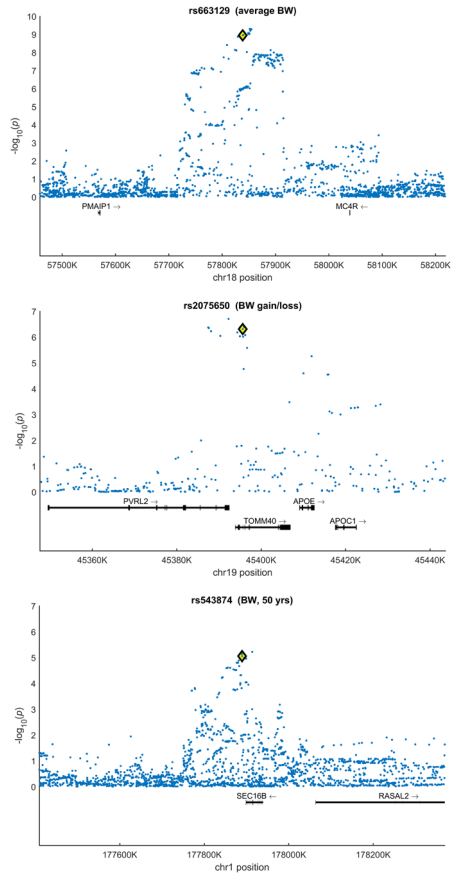 rs663129 (average BW)
10
9
8
7
6
5
4
3
2
1
0
-log10(p)
PMAIP1 →
MC4R ←
57500K 57600K 57700K 57800K 57900K 58000K 58100K 58200K
chr18 position
rs2075650 (BW gain/loss)
7
6
5
4
3
2
1
0
-log10(p)
PVRL2 →
APOE →
TOMM40 →
APOC1 →
45360K 45380K 45400K 45420K 45440K
chr19 position
rs543874 (BW, 50 yrs)
7
6
5
4
3
2
1
0
-log10(p)
SEC16B ←
RASAL2 →
177600K 177800K 178000K 178200K
chr1 position